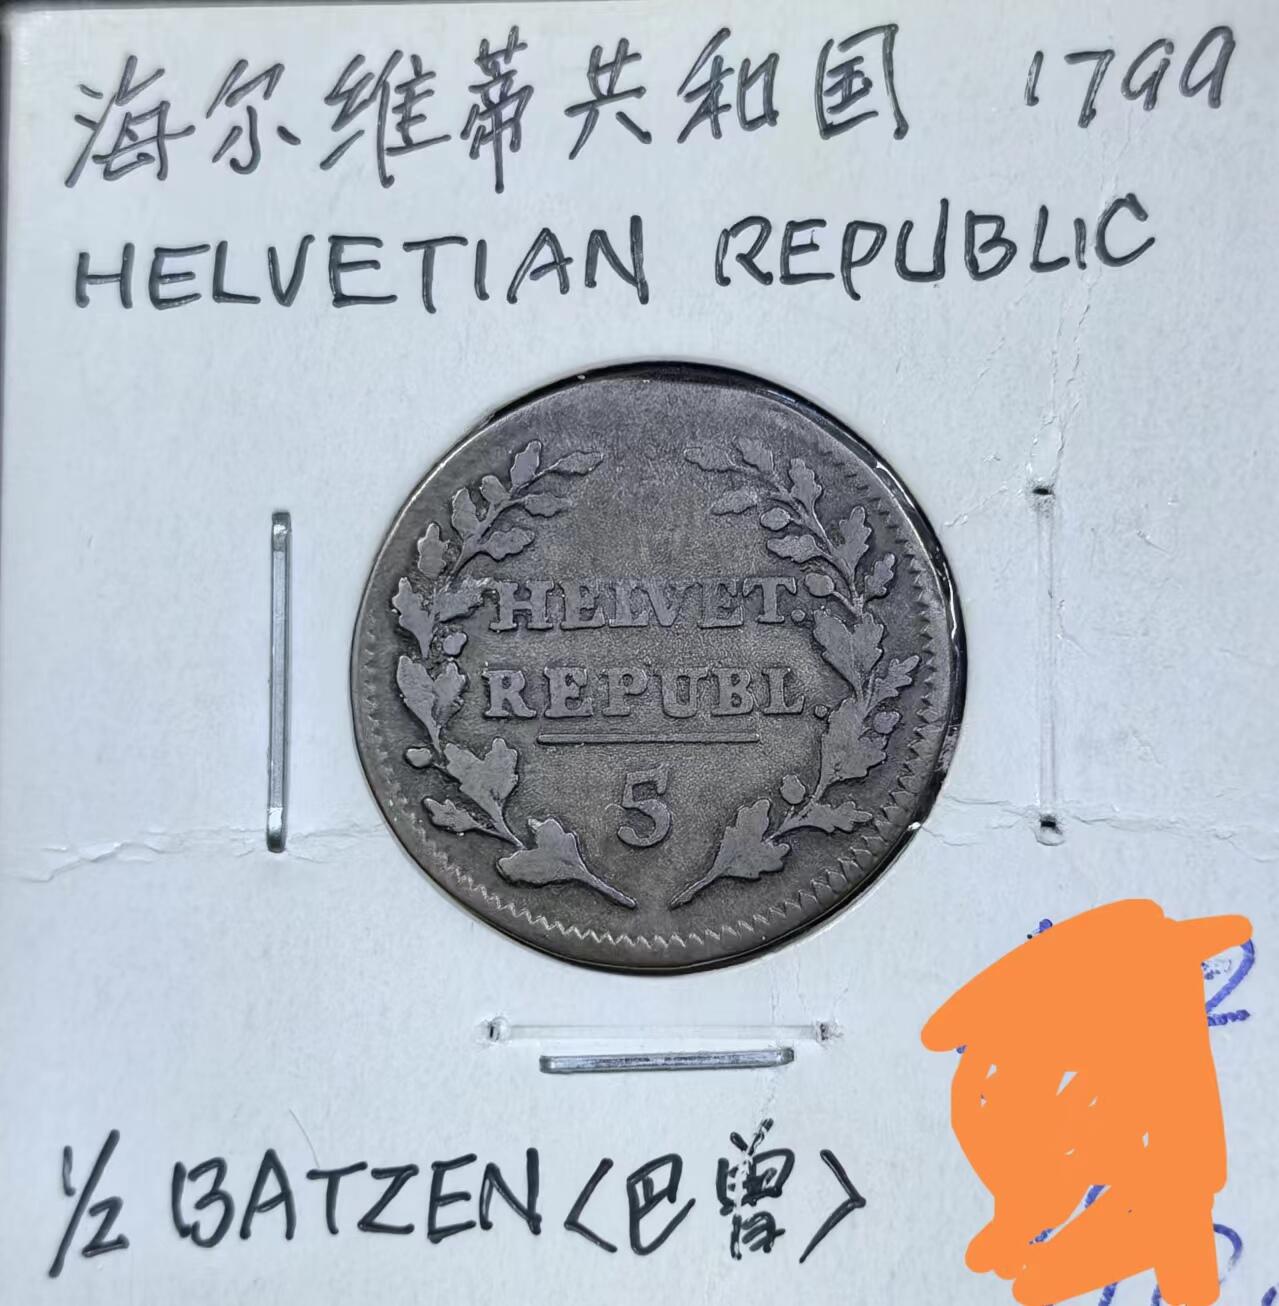 海尔维蒂共和国 1799
HELVETIAN REPUBLIC
HELVET.
REPUBL.
5
1/2 BATZEN〈巴曾〉